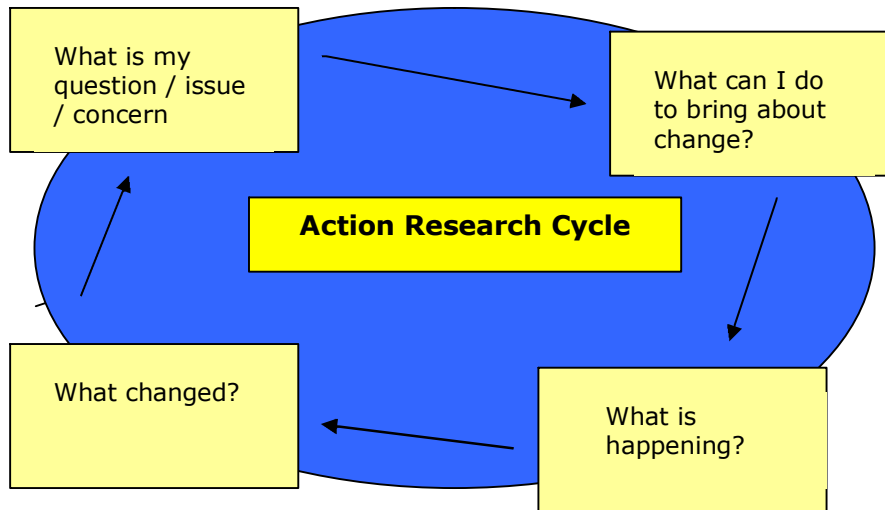 What is my
question / issue
/ concern
What can I do
to bring about
change?
Action Research Cycle
What changed?
What is
happening?